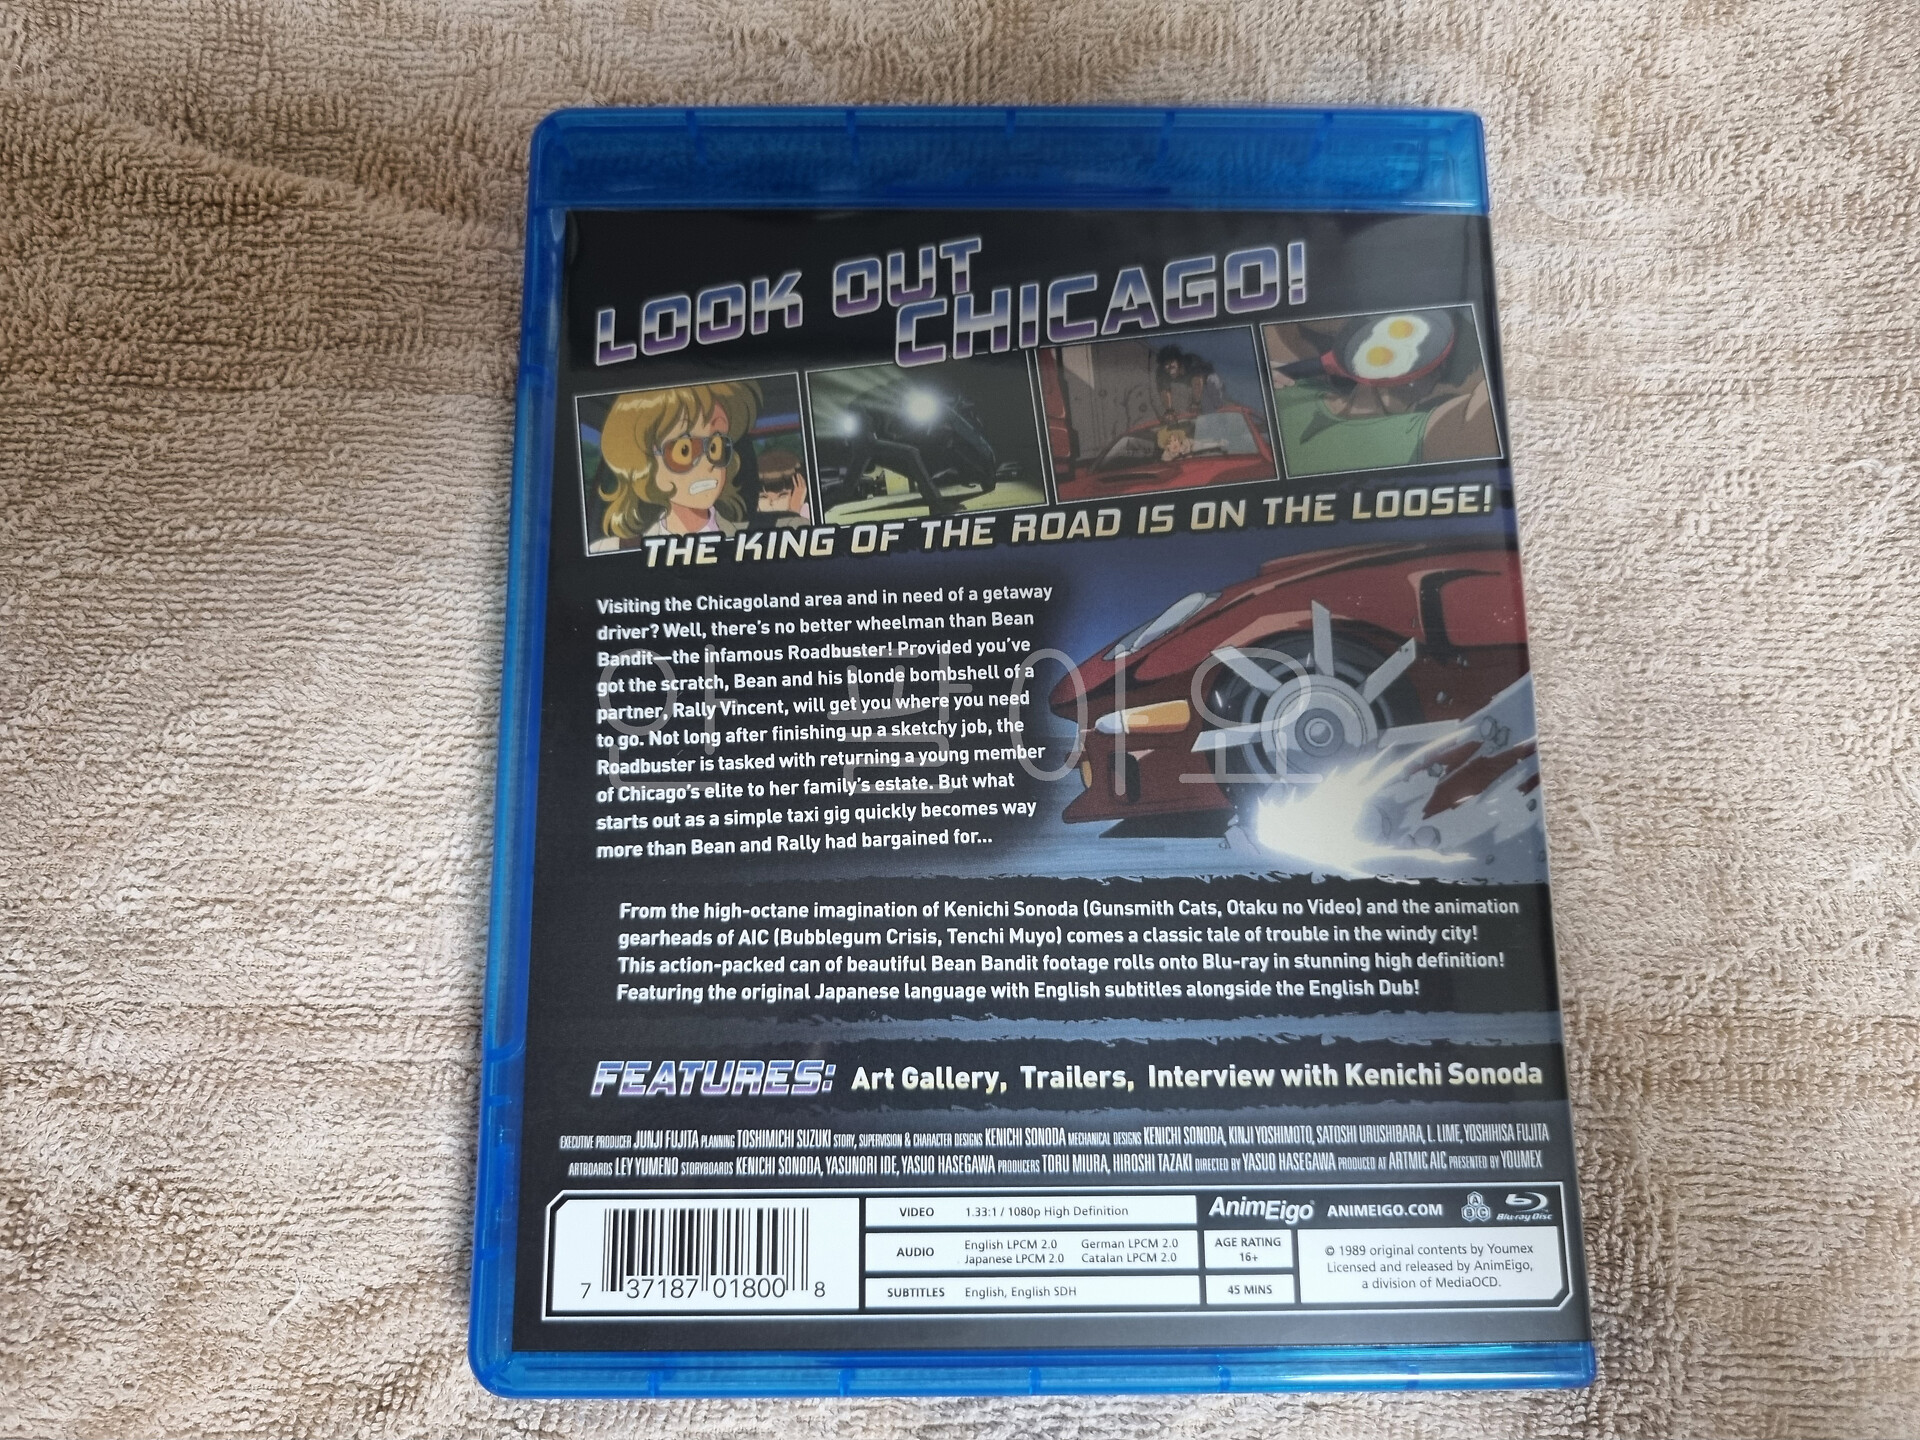 LOOK OUT
CHICAGO!
THE KING OF THE ROAD IS ON THE LOOSE!
Visiting the Chicagoland area and in need of a getaway
driver? Well, there's no better wheelman than Bean
Bandit—the infamous Roadbuster! Provided you've
got the scratch, Bean and his blonde bombshell of a
partner, Rally Vincent, will get you where you need
to go. Not long after finishing up a sketchy job, the
Roadbuster is tasked with returning a young member
of Chicago's elite to her family's estate. But what
starts out as a simple taxi gig quickly becomes way
more than Bean and Rally had bargained for...
From the high-octane imagination of Kenichi Sonoda (Gunsmith Cats, Otaku no Video) and the animation
gearheads of AIC (Bubblegum Crisis, Tenchi Muyo) comes a classic tale of trouble in the windy city!
This action-packed can of beautiful Bean Bandit footage rolls onto Blu-ray in stunning high definition!
Featuring the original Japanese language with English subtitles alongside the English Dub!
FEATURES: Art Gallery, Trailers, Interview with Kenichi Sonoda
EXECUTIVE PRODUCER JUNJI FUJITA PLANNING TOSHIMICHI SUZUKI STORY, SUPERVISION & CHARACTER DESIGNS KENICHI SONODA MECHANICAL DESIGNS KENICHI SONODA, KINJI YOSHIMOTO, SATOSHI URUSHIBARA, L. LIME, YOSHIHISA FUJITA
ARTBOARDS LEY YUMENO STORYBOARDS KENICHI SONODA, YASUNORI IDE, YASUO HASEGAWA PRODUCERS TORU MIURA, HIROSHI TAZAKI DIRECTED BY YASUO HASEGAWA PRODUCED AT ARTMIC AIC PRESENTED BY YOUMEX
7 37187 01800 8
VIDEO 1.33:1 / 1080p High Definition
AUDIO English LPCM 2.0 German LPCM 2.0
Japanese LPCM 2.0 Catalan LPCM 2.0
SUBTITLES English, English SDH
AnimEigo ANIMEIGO.COM ABC Blu-ray Disc
AGE RATING
16+
45 MINS
© 1989 original contents by Youmex
Licensed and released by AnimEigo,
a division of MediaOCD.